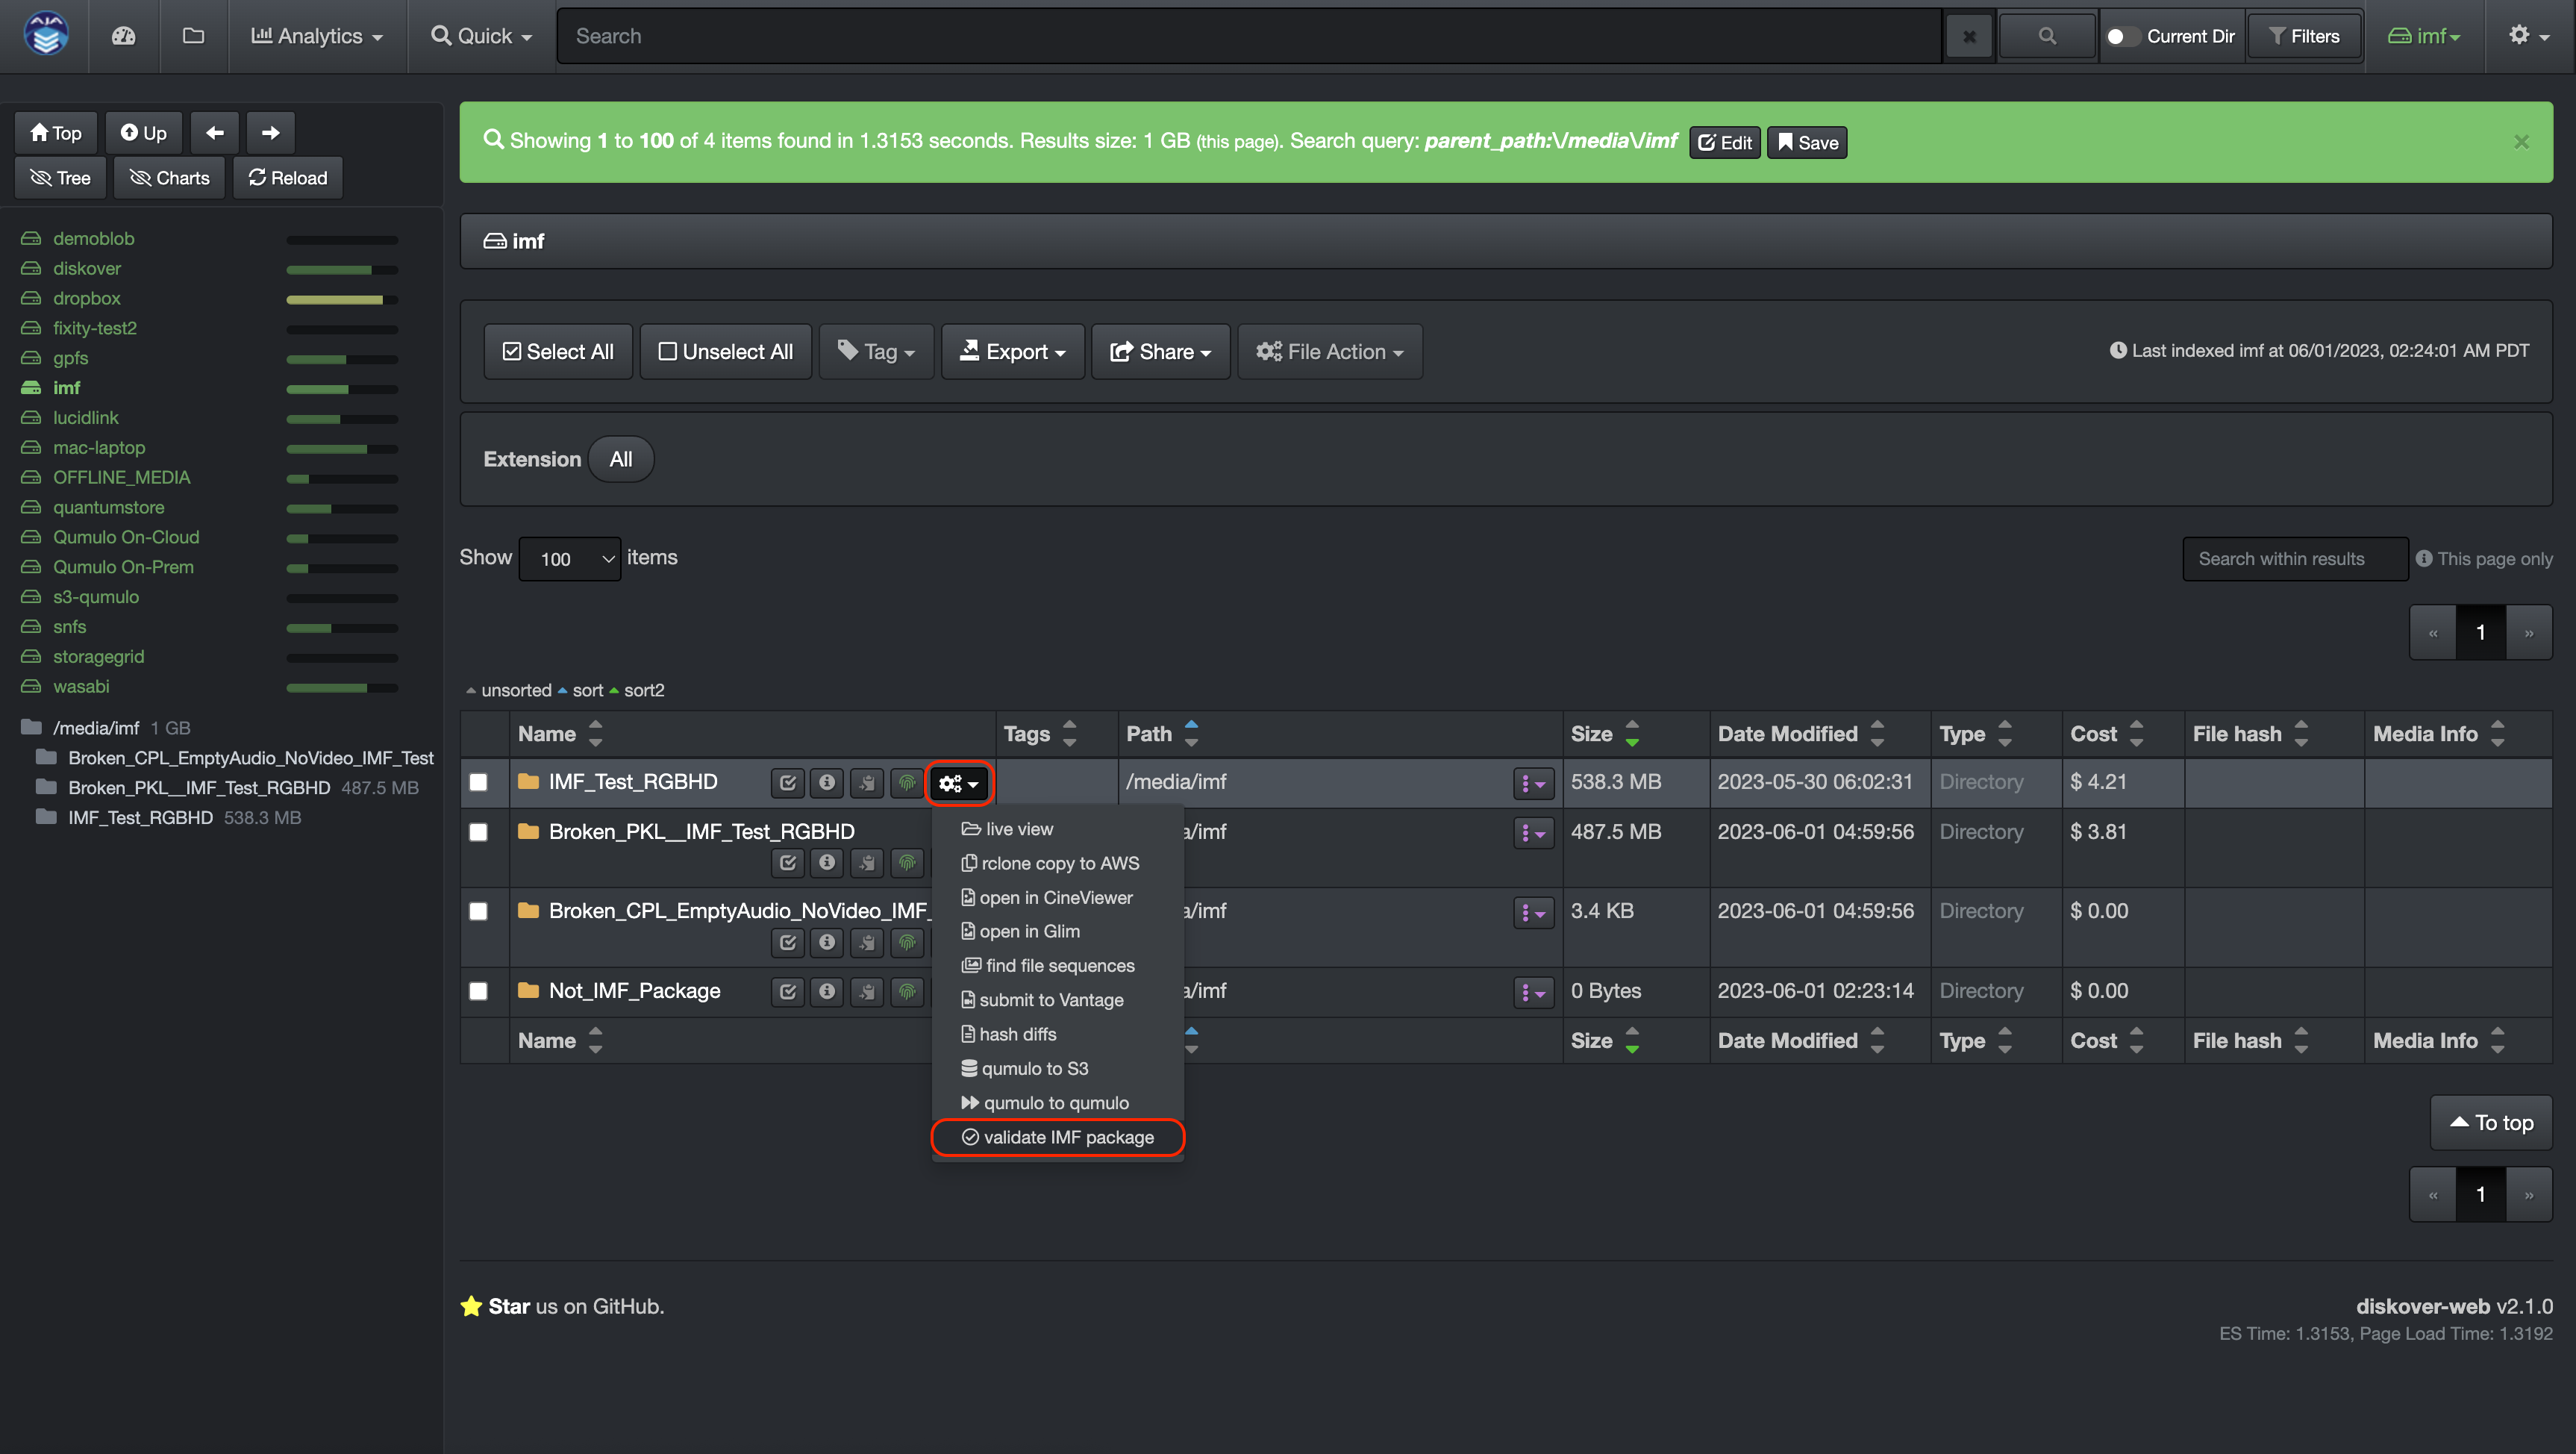 AJA
Analytics
Quick
Search
Current Dir
Filters
imf
Top
Up
Tree
Charts
Reload
demoblob
diskover
dropbox
fixity-test2
gpfs
imf
lucidlink
mac-laptop
OFFLINE_MEDIA
quantumstore
Qumulo On-Cloud
Qumulo On-Prem
s3-qumulo
snfs
storagegrid
wasabi
/media/imf 1 GB
Broken_CPL_EmptyAudio_NoVideo_IMF_Test
Broken_PKL__IMF_Test_RGBHD 487.5 MB
IMF_Test_RGBHD 538.3 MB
Showing 1 to 100 of 4 items found in 1.3153 seconds. Results size: 1 GB (this page). Search query: parent_path:\/media\/imf Edit Save ×
imf
Select All Unselect All Tag Export Share File Action Last indexed imf at 06/01/2023, 02:24:01 AM PDT
Extension All
Show 100 items Search within results This page only
« 1 »
unsorted sort sort2
Name Tags Path Size Date Modified Type Cost File hash Media Info
IMF_Test_RGBHD /media/imf 538.3 MB 2023-05-30 06:02:31 Directory $ 4.21
Broken_PKL__IMF_Test_RGBHD a/imf 487.5 MB 2023-06-01 04:59:56 Directory $ 3.81
Broken_CPL_EmptyAudio_NoVideo_IMF_ a/imf 3.4 KB 2023-06-01 04:59:56 Directory $ 0.00
Not_IMF_Package a/imf 0 Bytes 2023-06-01 02:23:14 Directory $ 0.00
Name Size Date Modified Type Cost File hash Media Info
live view
rclone copy to AWS
open in CineViewer
open in Glim
find file sequences
submit to Vantage
hash diffs
qumulo to S3
qumulo to qumulo
validate IMF package
To top
« 1 »
Star us on GitHub.
diskover-web v2.1.0
ES Time: 1.3153, Page Load Time: 1.3192